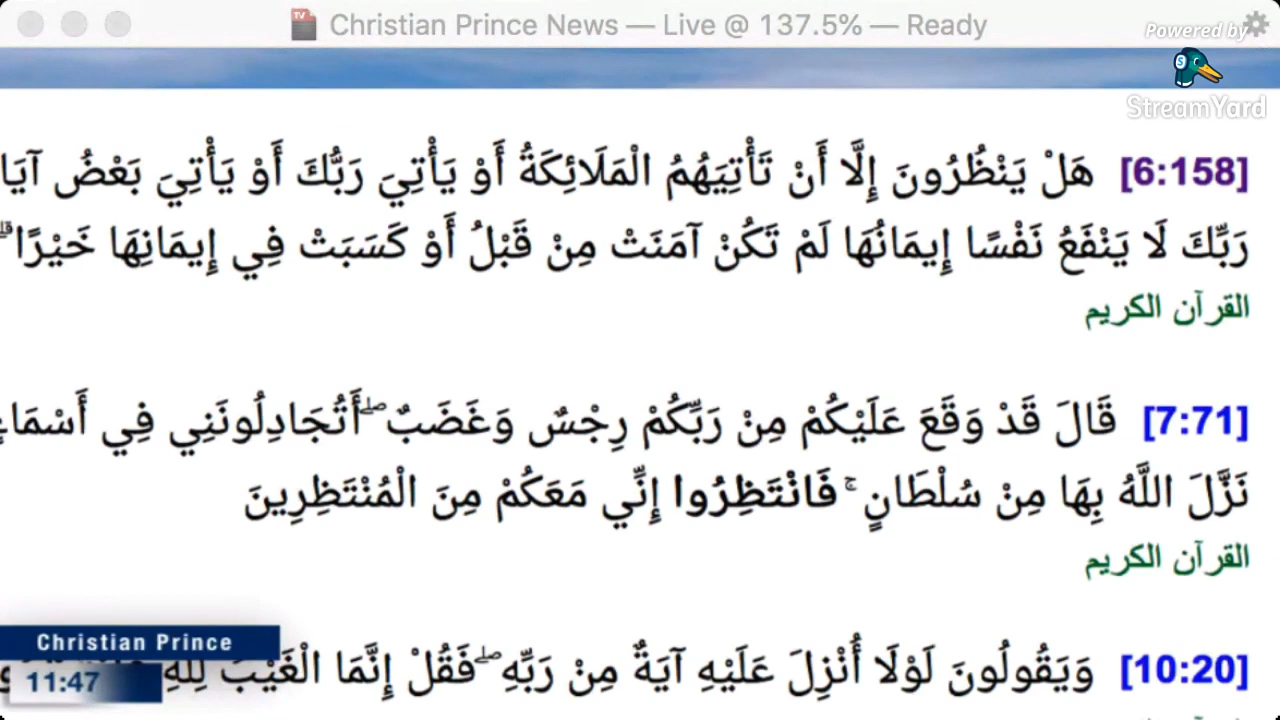 Christian Prince News — Live @ 137.5% — Ready
Powered by
StreamYard
[6:158] هَلْ يَنْظُرُونَ إِلَّا أَنْ تَأْتِيَهُمُ الْمَلَائِكَةُ أَوْ يَأْتِيَ رَبُّكَ أَوْ يَأْتِيَ بَعْضُ آيَا
رَبِّكَ لَا يَنْفَعُ نَفْسًا إِيمَانُهَا لَمْ تَكُنْ آمَنَتْ مِنْ قَبْلُ أَوْ كَسَبَتْ فِي إِيمَانِهَا خَيْرًا ۗ
القرآن الكريم
[7:71] قَالَ قَدْ وَقَعَ عَلَيْكُمْ مِنْ رَبِّكُمْ رِجْسٌ وَغَضَبٌ ۖ أَتُجَادِلُونَنِي فِي أَسْمَاءٍ
نَزَّلَ اللَّهُ بِهَا مِنْ سُلْطَانٍ ۚ فَانْتَظِرُوا إِنِّي مَعَكُمْ مِنَ الْمُنْتَظِرِينَ
القرآن الكريم
[10:20] وَيَقُولُونَ لَوْلَا أُنْزِلَ عَلَيْهِ آيَةٌ مِنْ رَبِّهِ ۖ فَقُلْ إِنَّمَا الْغَيْبُ لِلَّهِ
Christian Prince
11:47